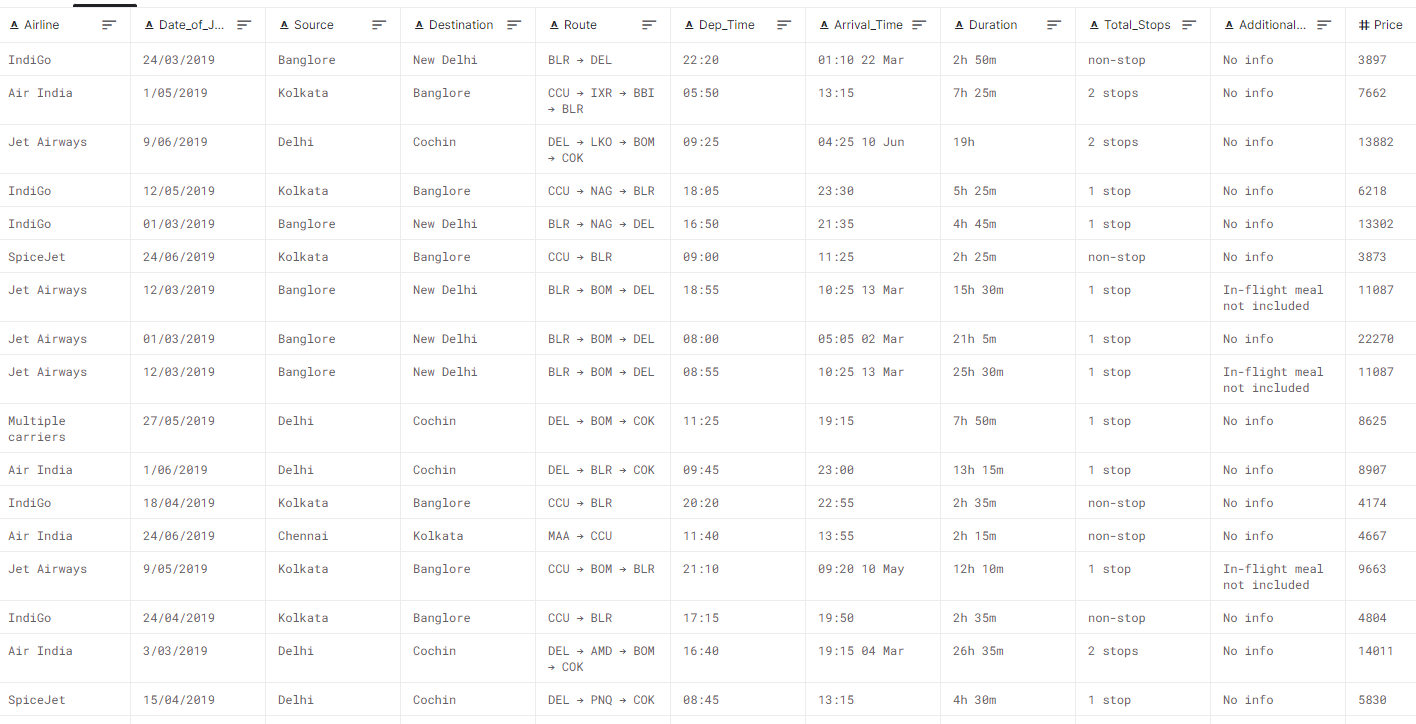 Airline Date_of_J... Source Destination Route Dep_Time Arrival_Time Duration Total_Stops Additional... # Price
IndiGo 24/03/2019 Banglore New Delhi BLR → DEL 22:20 01:10 22 Mar 2h 50m non-stop No info 3897
Air India 1/05/2019 Kolkata Banglore CCU → IXR → BBI 05:50 13:15 7h 25m 2 stops No info 7662
→ BLR
Jet Airways 9/06/2019 Delhi Cochin DEL → LKO → BOM 09:25 04:25 10 Jun 19h 2 stops No info 13882
→ COK
IndiGo 12/05/2019 Kolkata Banglore CCU → NAG → BLR 18:05 23:30 5h 25m 1 stop No info 6218
IndiGo 01/03/2019 Banglore New Delhi BLR → NAG → DEL 16:50 21:35 4h 45m 1 stop No info 13302
SpiceJet 24/06/2019 Kolkata Banglore CCU → BLR 09:00 11:25 2h 25m non-stop No info 3873
Jet Airways 12/03/2019 Banglore New Delhi BLR → BOM → DEL 18:55 10:25 13 Mar 15h 30m 1 stop In-flight meal 11087
not included
Jet Airways 01/03/2019 Banglore New Delhi BLR → BOM → DEL 08:00 05:05 02 Mar 21h 5m 1 stop No info 22270
Jet Airways 12/03/2019 Banglore New Delhi BLR → BOM → DEL 08:55 10:25 13 Mar 25h 30m 1 stop In-flight meal 11087
not included
Multiple 27/05/2019 Delhi Cochin DEL → BOM → COK 11:25 19:15 7h 50m 1 stop No info 8625
carriers
Air India 1/06/2019 Delhi Cochin DEL → BLR → COK 09:45 23:00 13h 15m 1 stop No info 8907
IndiGo 18/04/2019 Kolkata Banglore CCU → BLR 20:20 22:55 2h 35m non-stop No info 4174
Air India 24/06/2019 Chennai Kolkata MAA → CCU 11:40 13:55 2h 15m non-stop No info 4667
Jet Airways 9/05/2019 Kolkata Banglore CCU → BOM → BLR 21:10 09:20 10 May 12h 10m 1 stop In-flight meal 9663
not included
IndiGo 24/04/2019 Kolkata Banglore CCU → BLR 17:15 19:50 2h 35m non-stop No info 4804
Air India 3/03/2019 Delhi Cochin DEL → AMD → BOM 16:40 19:15 04 Mar 26h 35m 2 stops No info 14011
→ COK
SpiceJet 15/04/2019 Delhi Cochin DEL → PNQ → COK 08:45 13:15 4h 30m 1 stop No info 5830